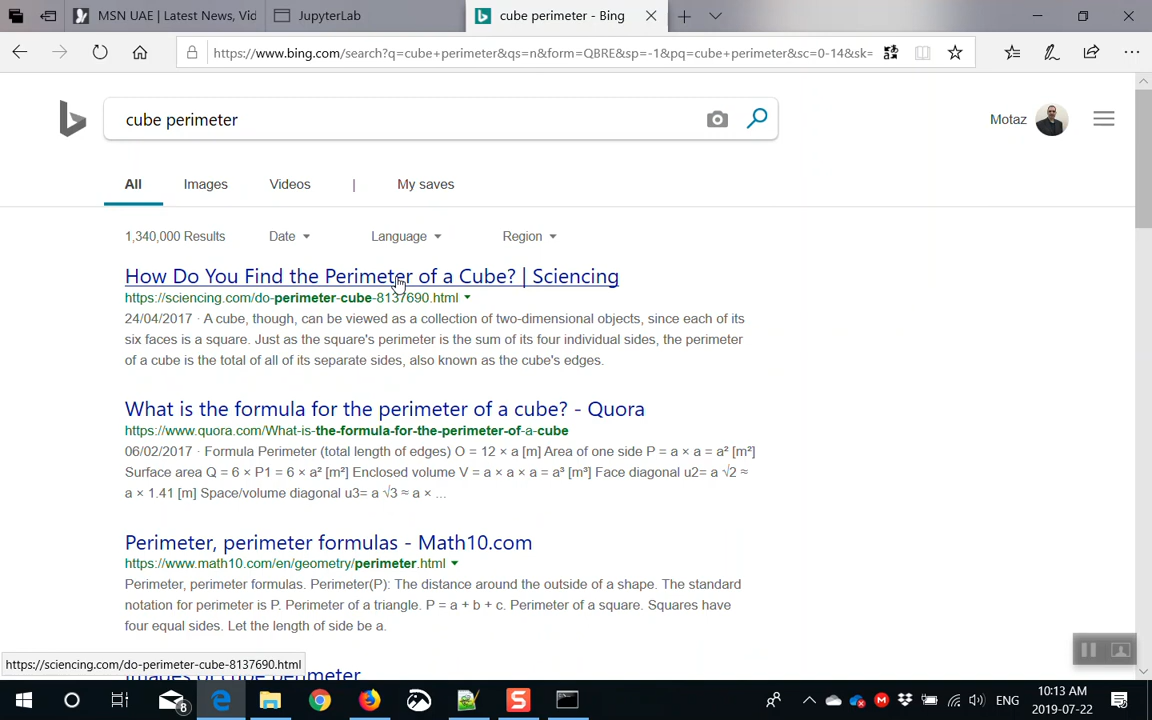 MSN UAE | Latest News, Vid
JupyterLab
cube perimeter - Bing
https://www.bing.com/search?q=cube+perimeter&qs=n&form=QBRE&sp=-1&pq=cube+perimeter&sc=0-14&sk=
cube perimeter
Motaz
All Images Videos | My saves
1,340,000 Results Date Language Region
How Do You Find the Perimeter of a Cube? | Sciencing
https://sciencing.com/do-perimeter-cube-8137690.html
24/04/2017 · A cube, though, can be viewed as a collection of two-dimensional objects, since each of its
six faces is a square. Just as the square's perimeter is the sum of its four individual sides, the perimeter
of a cube is the total of all of its separate sides, also known as the cube's edges.
What is the formula for the perimeter of a cube? - Quora
https://www.quora.com/What-is-the-formula-for-the-perimeter-of-a-cube
06/02/2017 · Formula Perimeter (total length of edges) O = 12 × a [m] Area of one side P = a × a = a² [m²]
Surface area Q = 6 × P1 = 6 × a² [m²] Enclosed volume V = a × a × a = a³ [m³] Face diagonal u2= a √2 ≈
a × 1.41 [m] Space/volume diagonal u3= a √3 ≈ a × ...
Perimeter, perimeter formulas - Math10.com
https://www.math10.com/en/geometry/perimeter.html
Perimeter, perimeter formulas. Perimeter(P): The distance around the outside of a shape. The standard
notation for perimeter is P. Perimeter of a triangle. P = a + b + c. Perimeter of a square. Squares have
four equal sides. Let the length of side be a.
https://sciencing.com/do-perimeter-cube-8137690.html
Images of cube perimeter
8
ENG
10:13 AM
2019-07-22